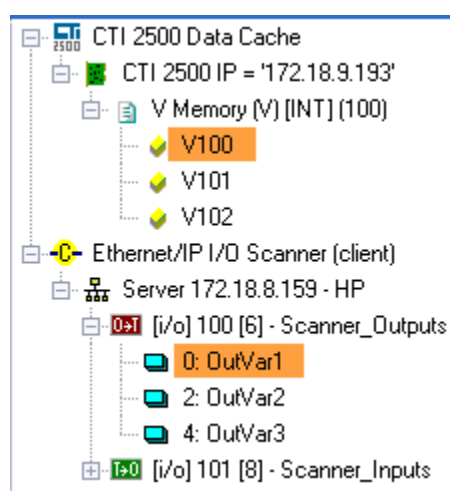 CTI 2500 Data Cache
CTI 2500 IP = '172.18.9.193'
V Memory (V) [INT] (100)
V100
V101
V102
Ethernet/IP I/O Scanner (client)
Server 172.18.8.159 - HP
O→T [i/o] 100 [6] - Scanner_Outputs
0: OutVar1
2: OutVar2
4: OutVar3
T→O [i/o] 101 [8] - Scanner_Inputs